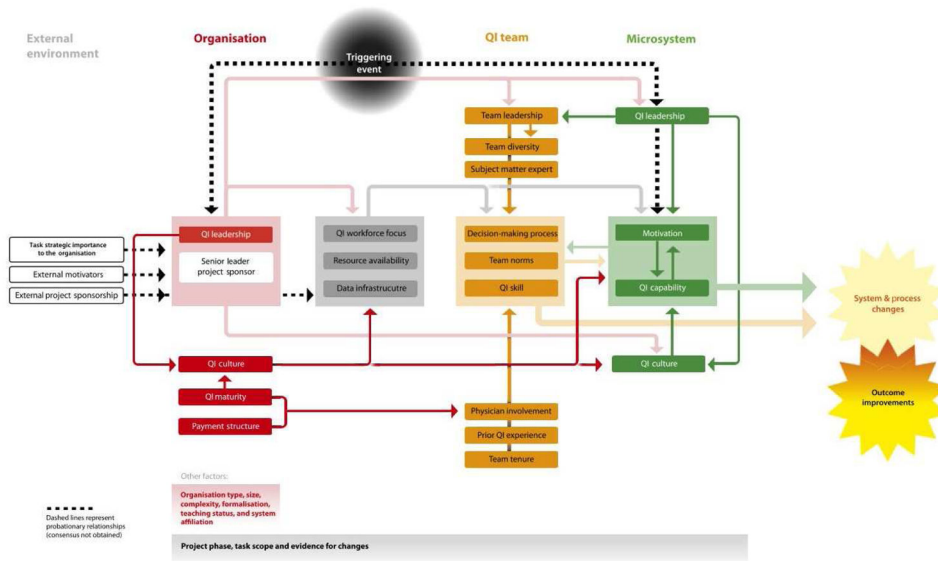 External
environment
Organisation
QI team
Microsystem
Triggering
event
Team leadership
QI leadership
Team diversity
Subject matter expert
QI leadership
Senior leader
project sponsor
QI workforce focus
Resource availability
Data infrastrucutre
Decision-making process
Team norms
QI skill
Motivation
QI capability
Task strategic importance
to the organisation
External motivators
External project sponsorship
System & process
changes
QI culture
QI culture
QI maturity
Payment structure
Physician involvement
Prior QI experience
Team tenure
Outcome
improvements
Other factors:
Organisation type, size,
complexity, formalisation,
teaching status, and system
affiliation
Dashed lines represent
probationary relationships
(consensus not obtained)
Project phase, task scope and evidence for changes